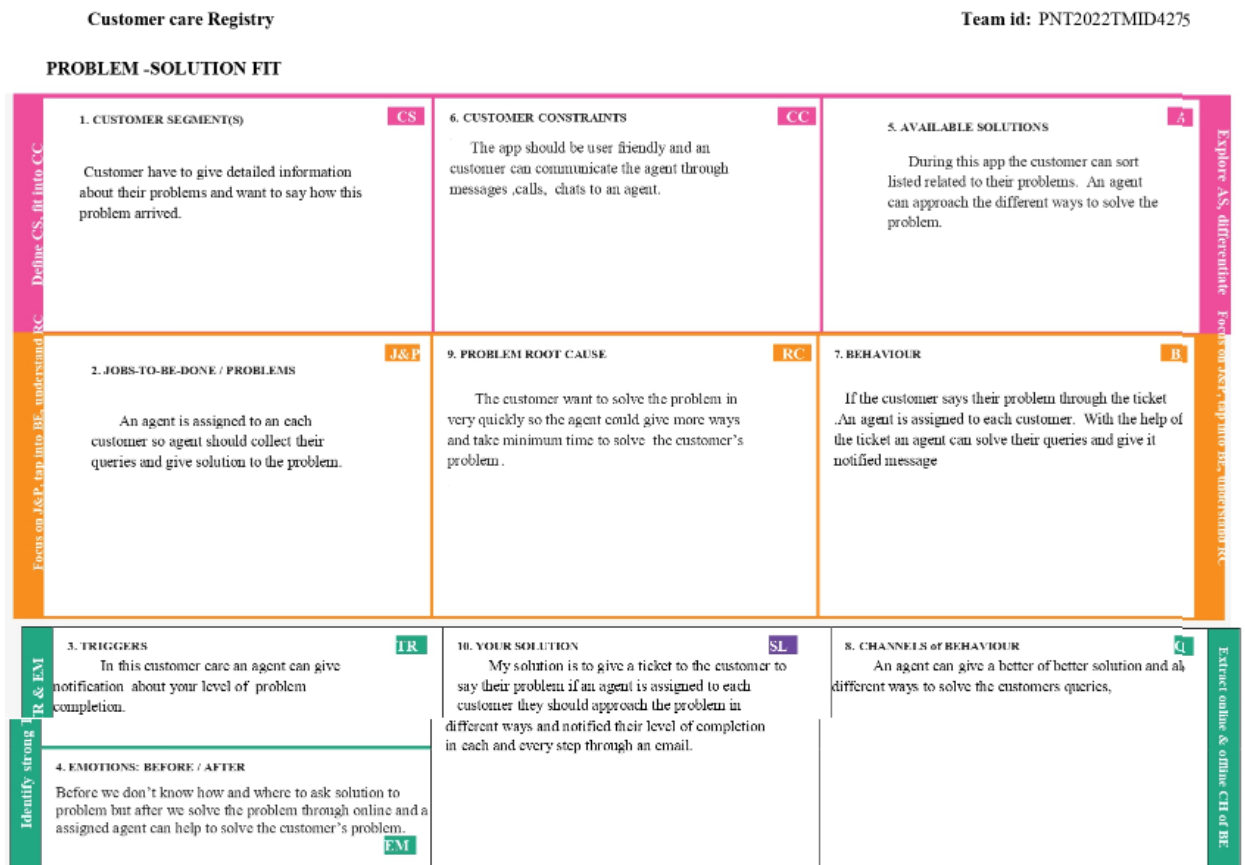 Customer care Registry
Team id: PNT2022TMID4275
PROBLEM -SOLUTION FIT
Define CS, fit into CC
1. CUSTOMER SEGMENT(S)
CS
Customer have to give detailed information
about their problems and want to say how this
problem arrived.
6. CUSTOMER CONSTRAINTS
CC
The app should be user friendly and an
customer can communicate the agent through
messages ,calls, chats to an agent.
5. AVAILABLE SOLUTIONS
A
During this app the customer can sort
listed related to their problems. An agent
can approach the different ways to solve the
problem.
Explore AS, differentiate
Focus on J&P, tap into BE, understand RC
2. JOBS-TO-BE-DONE / PROBLEMS
J&P
An agent is assigned to an each
customer so agent should collect their
queries and give solution to the problem.
9. PROBLEM ROOT CAUSE
RC
The customer want to solve the problem in
very quickly so the agent could give more ways
and take minimum time to solve the customer's
problem.
7. BEHAVIOUR
B
If the customer says their problem through the ticket
.An agent is assigned to each customer. With the help of
the ticket an agent can solve their queries and give it
notified message
Focus on J&P, tap into BE, understand RC
Identify strong TR & EM
3. TRIGGERS
TR
In this customer care an agent can give
notification about your level of problem
completion.
4. EMOTIONS: BEFORE / AFTER
Before we don't know how and where to ask solution to
problem but after we solve the problem through online and a
assigned agent can help to solve the customer's problem.
EM
10. YOUR SOLUTION
SL
My solution is to give a ticket to the customer to
say their problem if an agent is assigned to each
customer they should approach the problem in
different ways and notified their level of completion
in each and every step through an email.
8. CHANNELS of BEHAVIOUR
An agent can give a better of better solution and
different ways to solve the customers queries,
Extract online & offline CH of BE